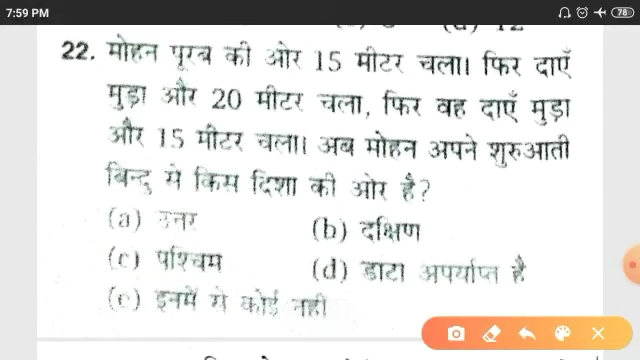 7:59 PM
78
22. मोहन पूरब की ओर 15 मीटर चला। फिर दाएँ
मुड़ा और 20 मीटर चला, फिर वह दाएँ मुड़ा
और 15 मीटर चला। अब मोहन अपने शुरुआती
बिन्दु से किस दिशा की ओर है?
(a) उत्तर (b) दक्षिण
(c) पश्चिम (d) डाटा अपर्याप्त है
(e) इनमें से कोई नही